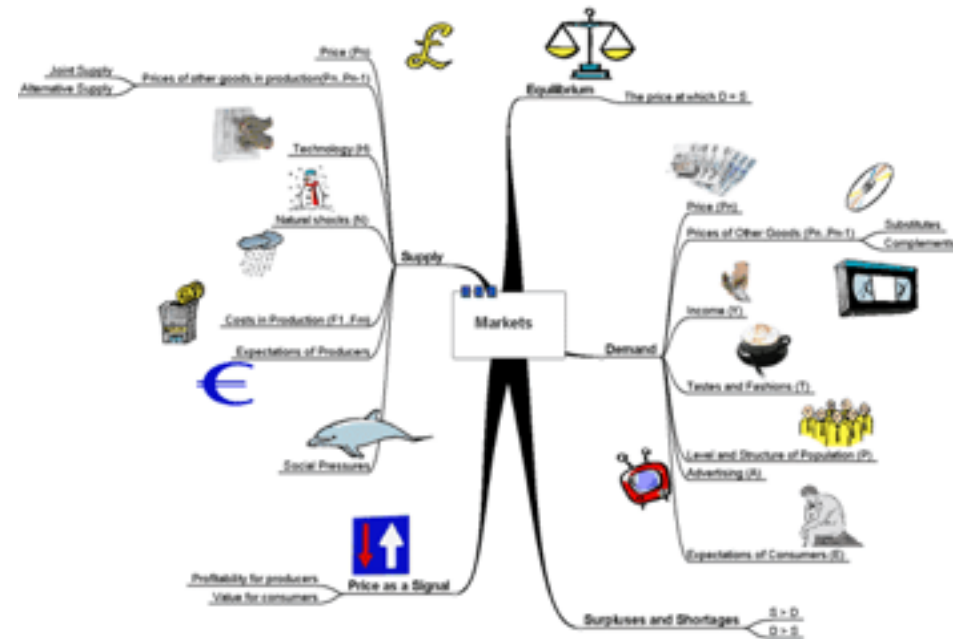 Price (Pn)
Joint Supply
Alternative Supply
Prices of other goods in production(Pn..Pn-1)
Technology (H)
Natural shocks (N)
Supply
Costs in Production (F1..Fm)
Expectations of Producers
Social Pressures
Profitability for producers
Value for consumers
Price as a Signal
Markets
Equilibrium
The price at which D = S
Price (Pn)
Prices of Other Goods (Pn..Pn-1)
Substitutes
Complements
Income (Y)
Demand
Tastes and Fashions (T)
Level and Structure of Population (P)
Advertising (A)
Expectations of Consumers (E)
Surpluses and Shortages
S > D
D > S